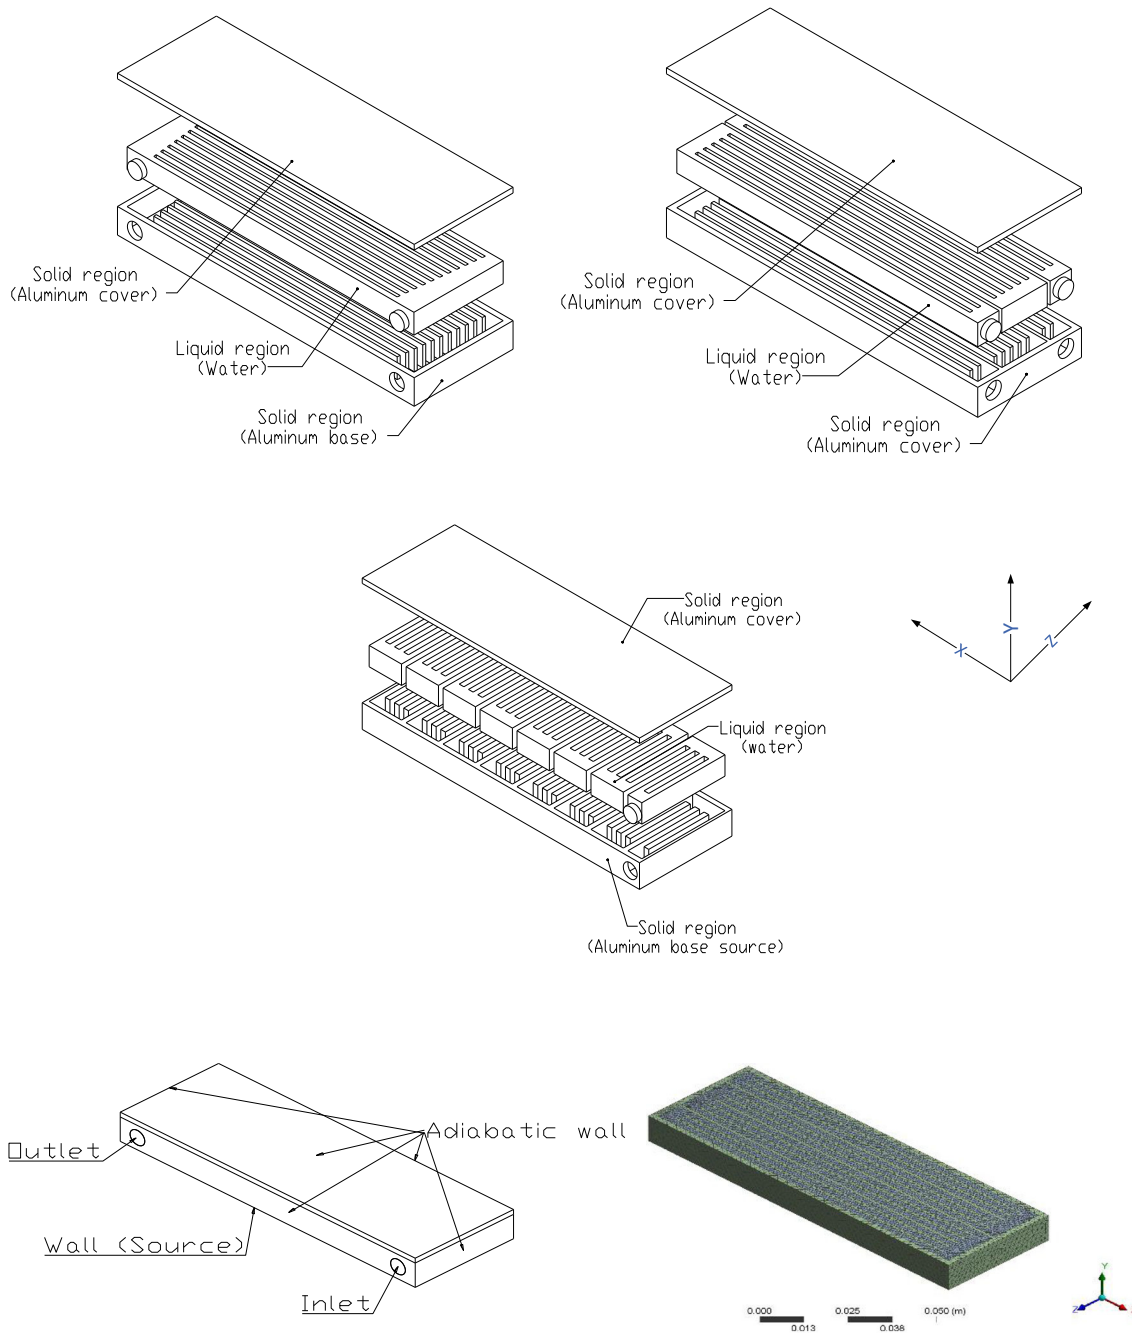 Solid region
(Aluminum cover)
Liquid region
(Water)
Solid region
(Aluminum base)
Solid region
(Aluminum cover)
Liquid region
(Water)
Solid region
(Aluminum cover)
Solid region
(Aluminum cover)
Liquid region
(water)
Solid region
(Aluminum base source)
X
Y
Z
Outlet
Adiabatic wall
Wall (Source)
Inlet
0.000
0.025
0.050 (m)
0.013
0.038
Y
Z